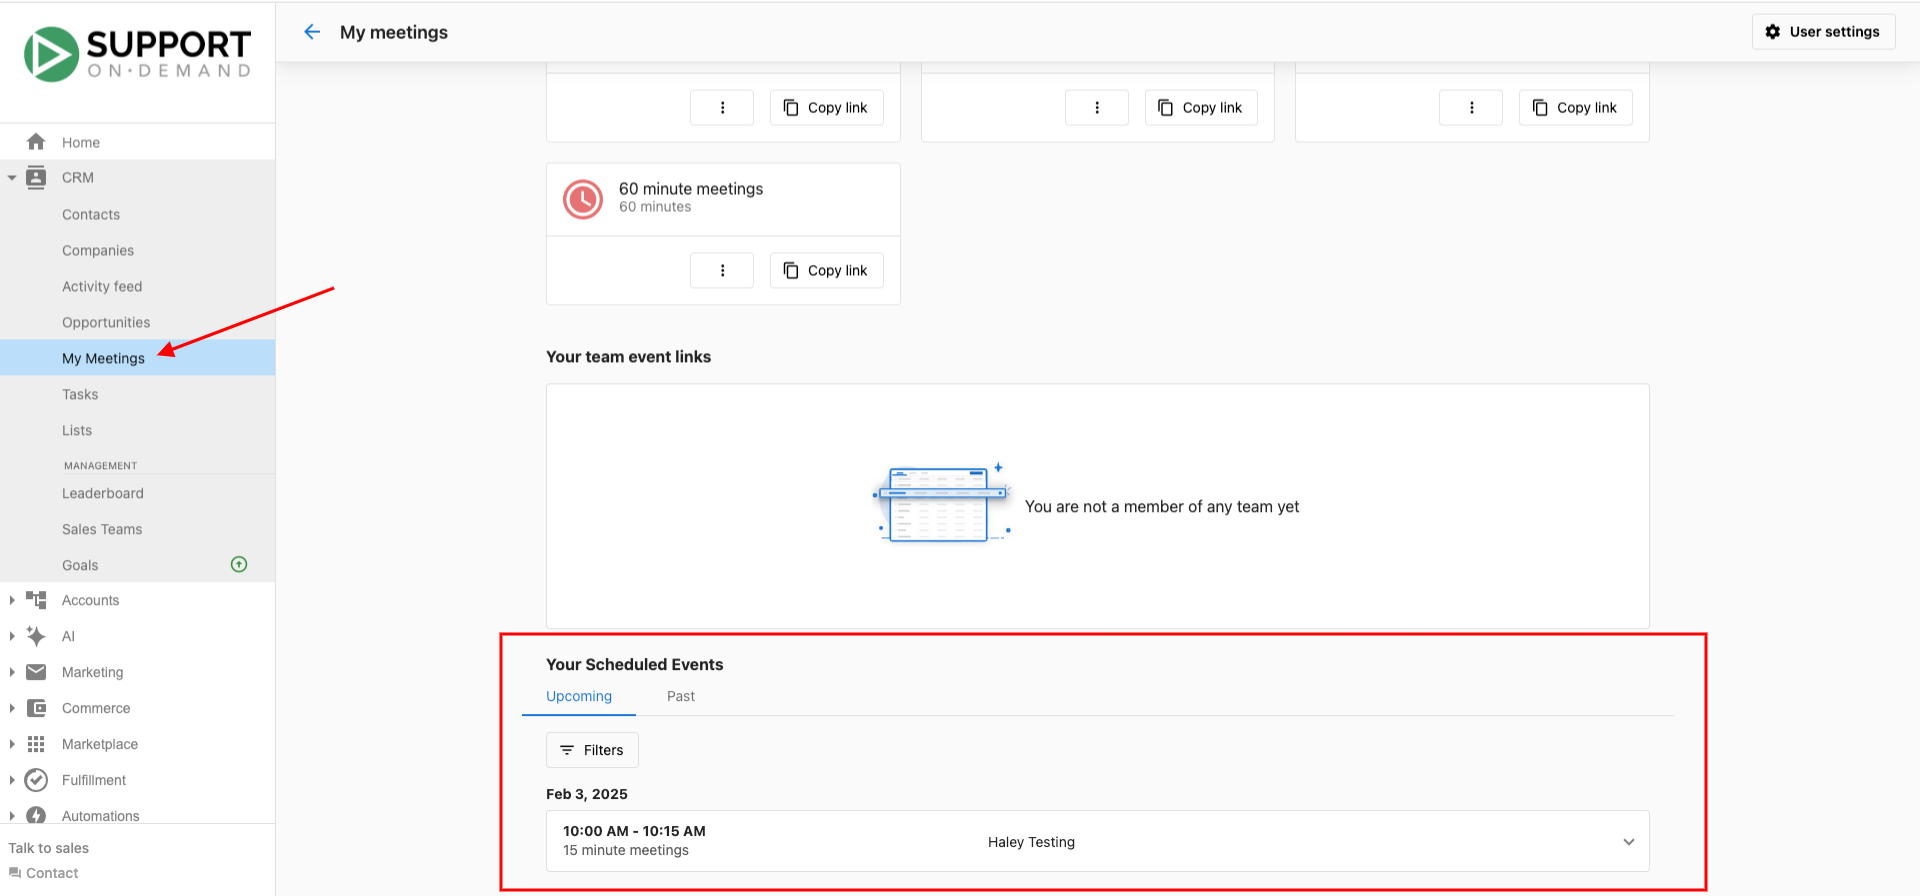 SUPPORT
ON·DEMAND
Home
CRM
Contacts
Companies
Activity feed
Opportunities
My Meetings
Tasks
Lists
MANAGEMENT
Leaderboard
Sales Teams
Goals
Accounts
AI
Marketing
Commerce
Marketplace
Fulfillment
Automations
Talk to sales
Contact
My meetings
User settings
Copy link
Copy link
Copy link
60 minute meetings
60 minutes
Copy link
Your team event links
You are not a member of any team yet
Your Scheduled Events
Upcoming Past
Filters
Feb 3, 2025
10:00 AM - 10:15 AM
15 minute meetings
Haley Testing